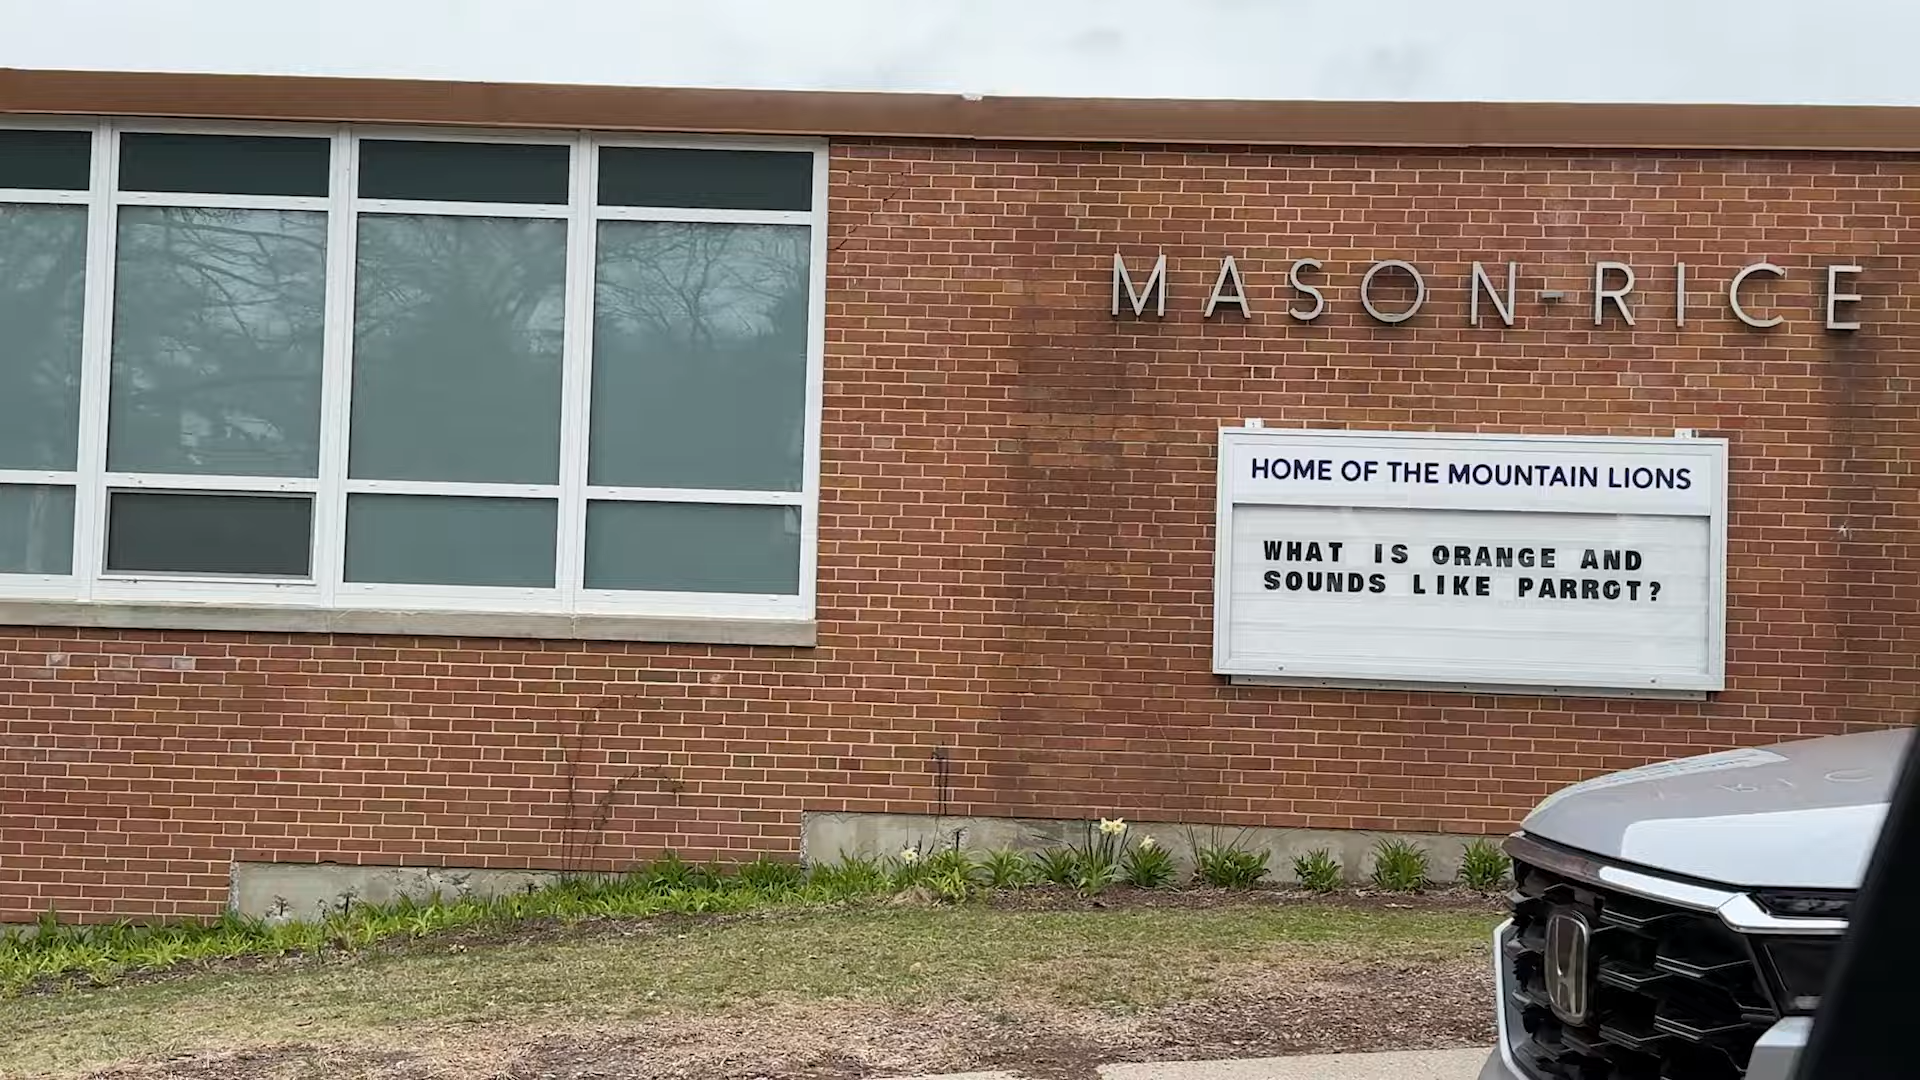 MASON-RICE
HOME OF THE MOUNTAIN LIONS
WHAT IS ORANGE AND
SOUNDS LIKE PARROT?